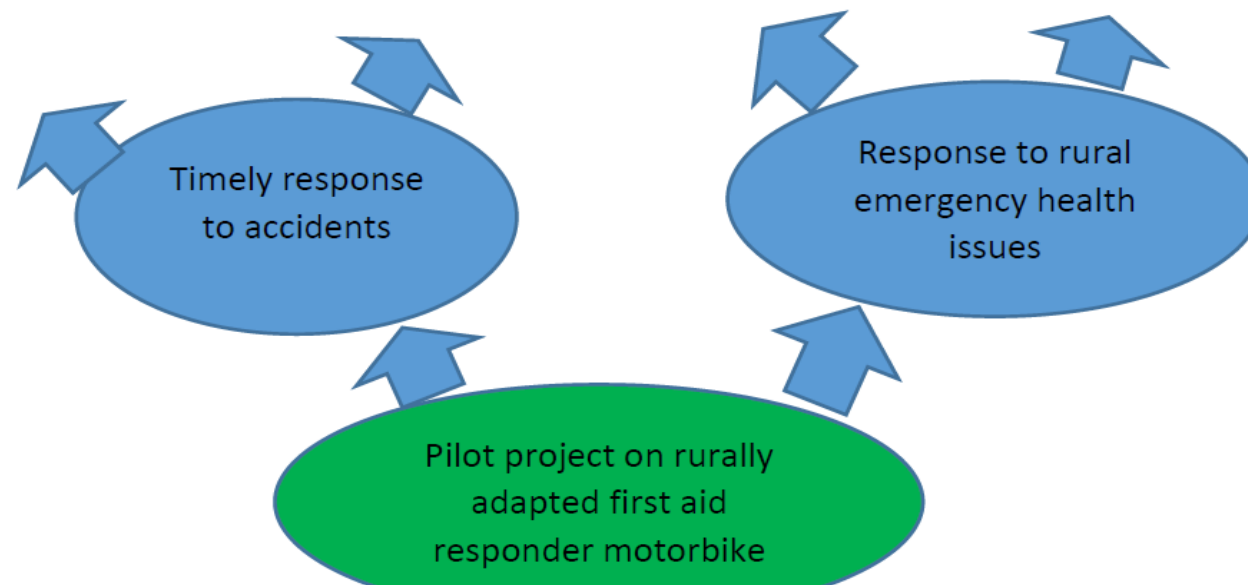 Timely response
to accidents
Response to rural
emergency health
issues
Pilot project on rurally
adapted first aid
responder motorbike